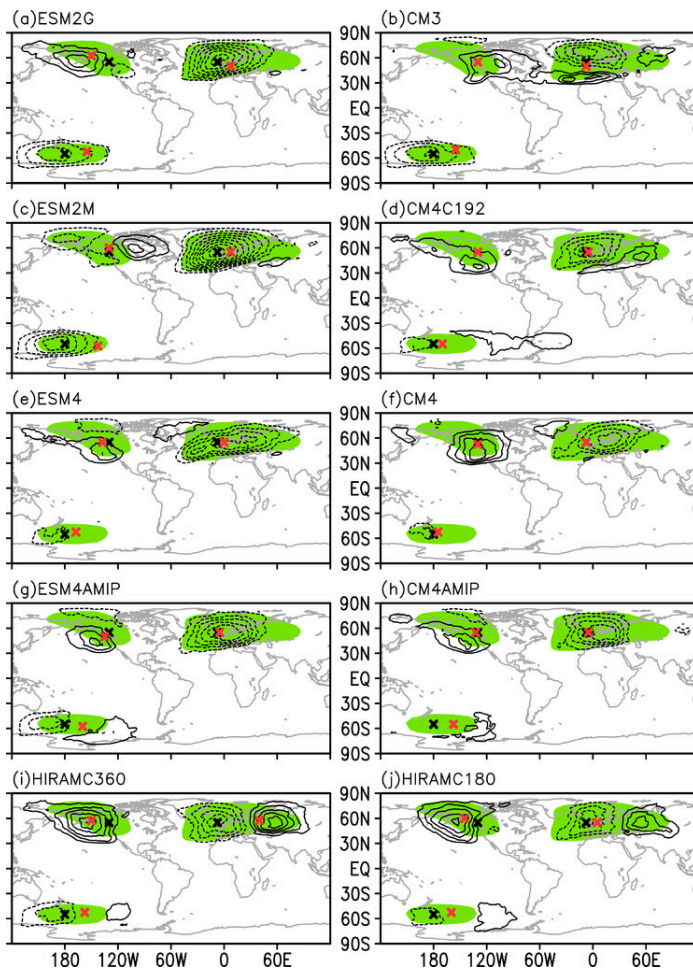 (a)ESM2G
(b)CM3
90N
60N
30N
EQ
30S
60S
90S
(c)ESM2M
(d)CM4C192
90N
60N
30N
EQ
30S
60S
90S
(e)ESM4
(f)CM4
90N
60N
30N
EQ
30S
60S
90S
(g)ESM4AMIP
(h)CM4AMIP
90N
60N
30N
EQ
30S
60S
90S
(i)HIRAMC360
(j)HIRAMC180
90N
60N
30N
EQ
30S
60S
90S
180 120W 60W 0 60E 180 120W 60W 0 60E